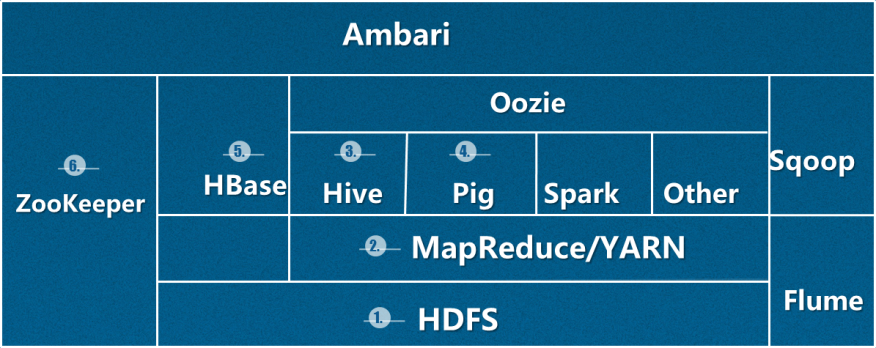 Ambari
Oozie
6.
ZooKeeper
5.
HBase
3.
Hive
4.
Pig
Spark
Other
Sqoop
2.
MapReduce/YARN
Flume
1.
HDFS